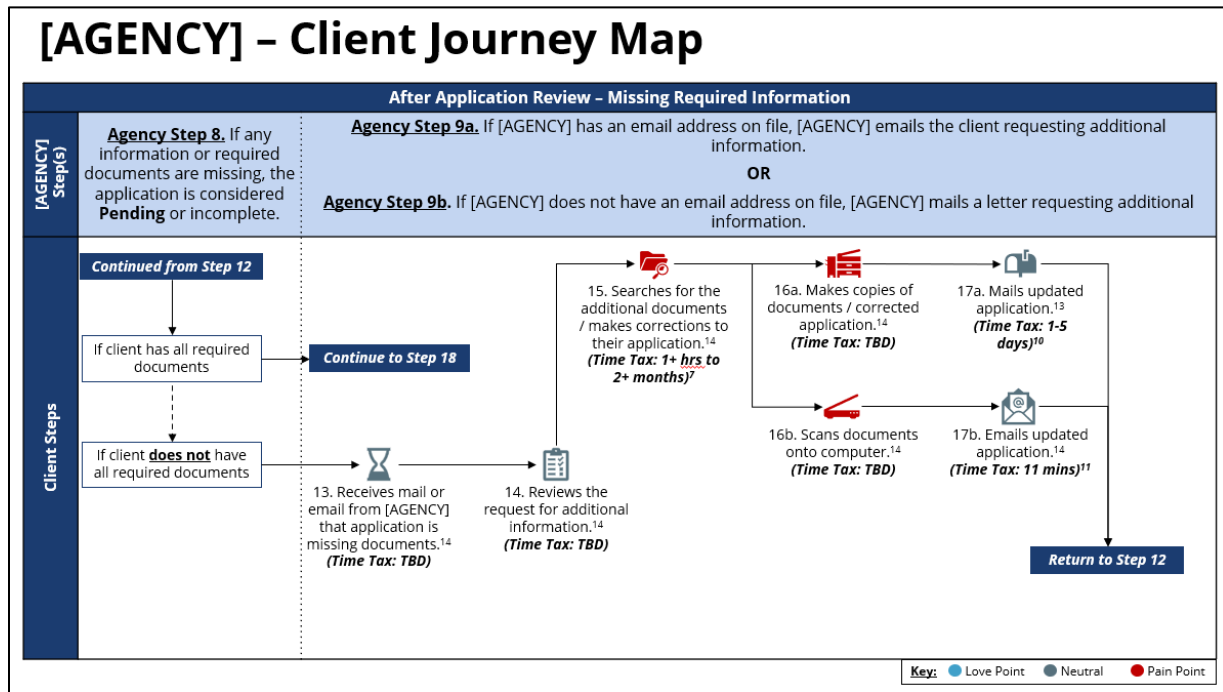 [AGENCY] – Client Journey Map
After Application Review – Missing Required Information
[AGENCY]
Step(s)
Agency Step 8. If any
information or required
documents are missing, the
application is considered
Pending or incomplete.
Agency Step 9a. If [AGENCY] has an email address on file, [AGENCY] emails the client requesting additional
information.
OR
Agency Step 9b. If [AGENCY] does not have an email address on file, [AGENCY] mails a letter requesting additional
information.
Client Steps
Continued from Step 12
If client has all required
documents
Continue to Step 18
If client does not have
all required documents
13. Receives mail or
email from [AGENCY]
that application is
missing documents.¹⁴
(Time Tax: TBD)
14. Reviews the
request for additional
information.¹⁴
(Time Tax: TBD)
15. Searches for the
additional documents
/ makes corrections to
their application.¹⁴
(Time Tax: 1+ hrs to
2+ months)⁷
16a. Makes copies of
documents / corrected
application.¹⁴
(Time Tax: TBD)
17a. Mails updated
application.¹³
(Time Tax: 1-5
days)¹⁰
16b. Scans documents
onto computer.¹⁴
(Time Tax: TBD)
@
17b. Emails updated
application.¹⁴
(Time Tax: 11 mins)¹¹
Return to Step 12
Key: Love Point Neutral Pain Point